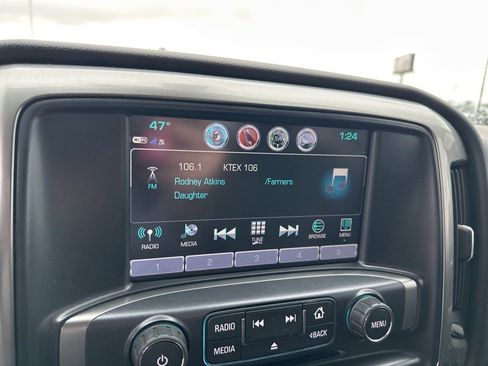 47° 1:24
WiFi
106.1 KTEX 106
FM
Rodney Atkins /Farmers
Daughter
RADIO MEDIA TUNE BROWSE MENU
1 2 3 4 5
RADIO
MEDIA
<BACK
MENU